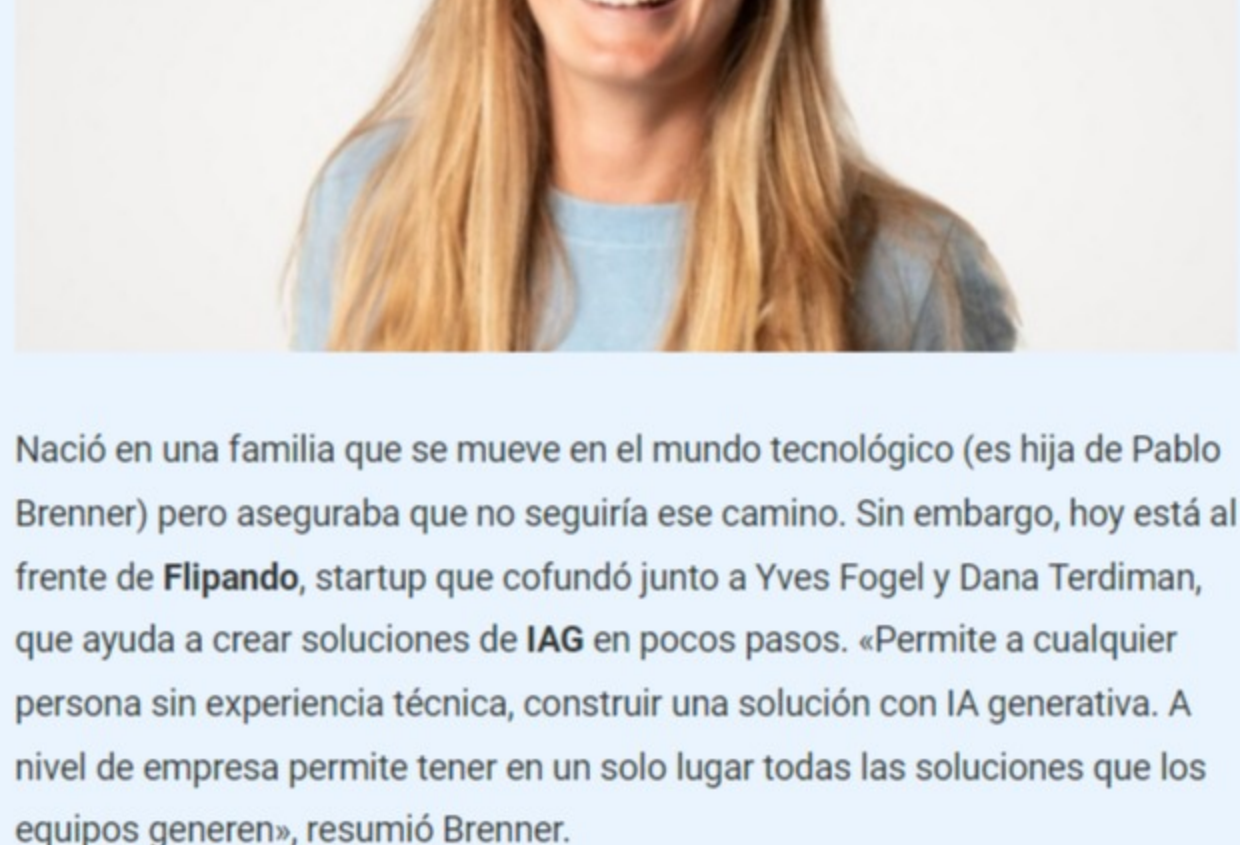 Nació en una familia que se mueve en el mundo tecnológico (es hija de Pablo
Brenner) pero aseguraba que no seguiría ese camino. Sin embargo, hoy está al
frente de Flipando, startup que cofundó junto a Yves Fogel y Dana Terdiman,
que ayuda a crear soluciones de IAG en pocos pasos. «Permite a cualquier
persona sin experiencia técnica, construir una solución con IA generativa. A
nivel de empresa permite tener en un solo lugar todas las soluciones que los
equipos generen», resumió Brenner.